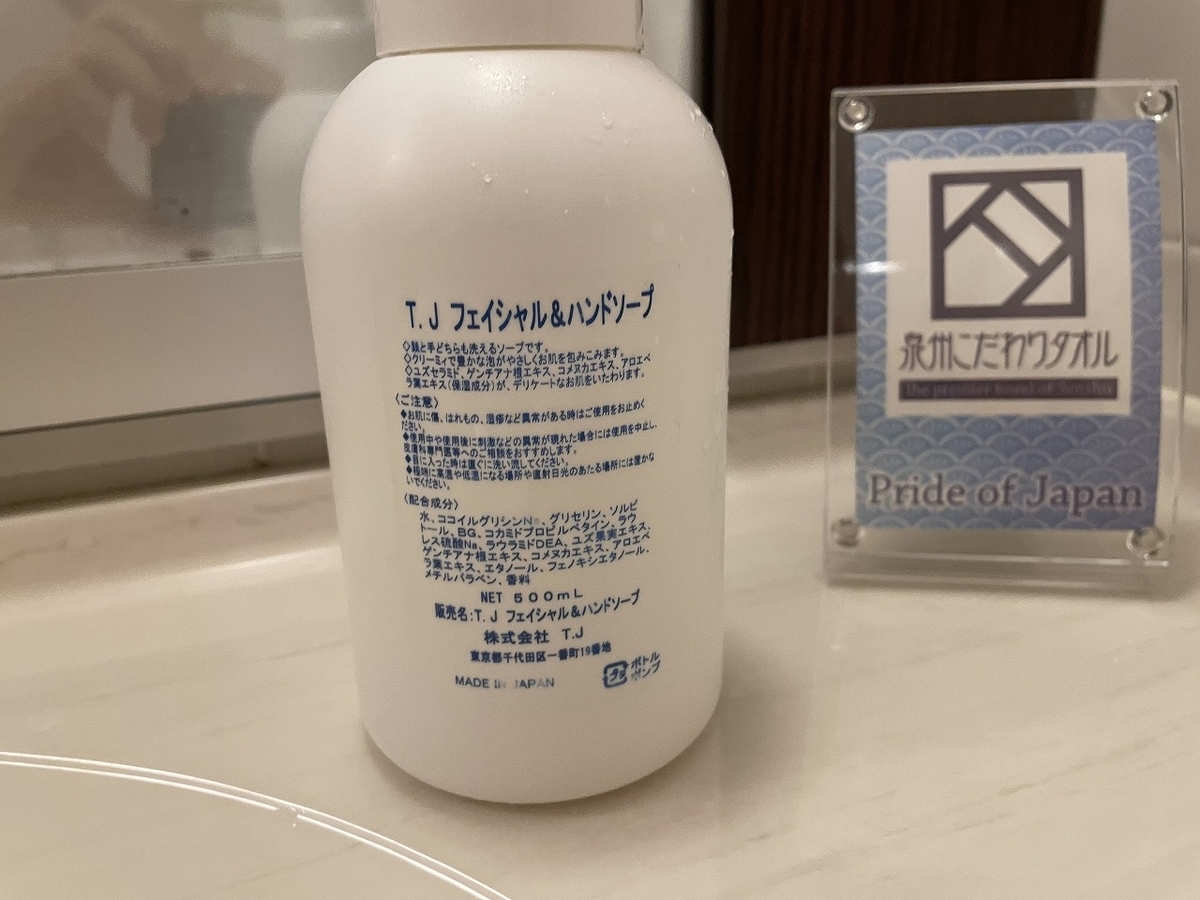 T.J フェイシャル&ハンドソープ
◇顔と手どちらも洗えるソープです。
◇クリーミィで豊かな泡がやさしくお肌を包みこみます。
◇ユズセラミド、ゲンチアナ根エキス、コメヌカエキス、アロエベ
ラ葉エキス(保湿成分)が、デリケートなお肌をいたわります。
〈ご注意〉
◆お肌に傷、はれもの、湿疹など異常がある時はご使用をお止めく
ださい。
◆使用中や使用後に刺激などの異常が現れた場合には使用を中止し、
皮膚科専門医等へのご相談をおすすめします。
◆目に入った時は直ぐに洗い流してください。
◆極端に高温や低温になる場所や直射日光のあたる場所には置かな
いでください。
〈配合成分〉
水、ココイルグリシンNa、グリセリン、ソルビ
トール、BG、コカミドプロピルベタイン、ラウ
レス硫酸Na、ラウラミドDEA、ユズ果実エキス、
ゲンチアナ根エキス、コメヌカエキス、アロエベ
ラ葉エキス、エタノール、フェノキシエタノール、
メチルパラベン、香料
NET 500mL
販売名:T.J フェイシャル&ハンドソープ
株式会社 T.J
東京都千代田区一番町19番地
MADE IN JAPAN
プラ
ボトル
ポンプ
泉州こだわりタオル
The premier towel of Senshu
Pride of Japan